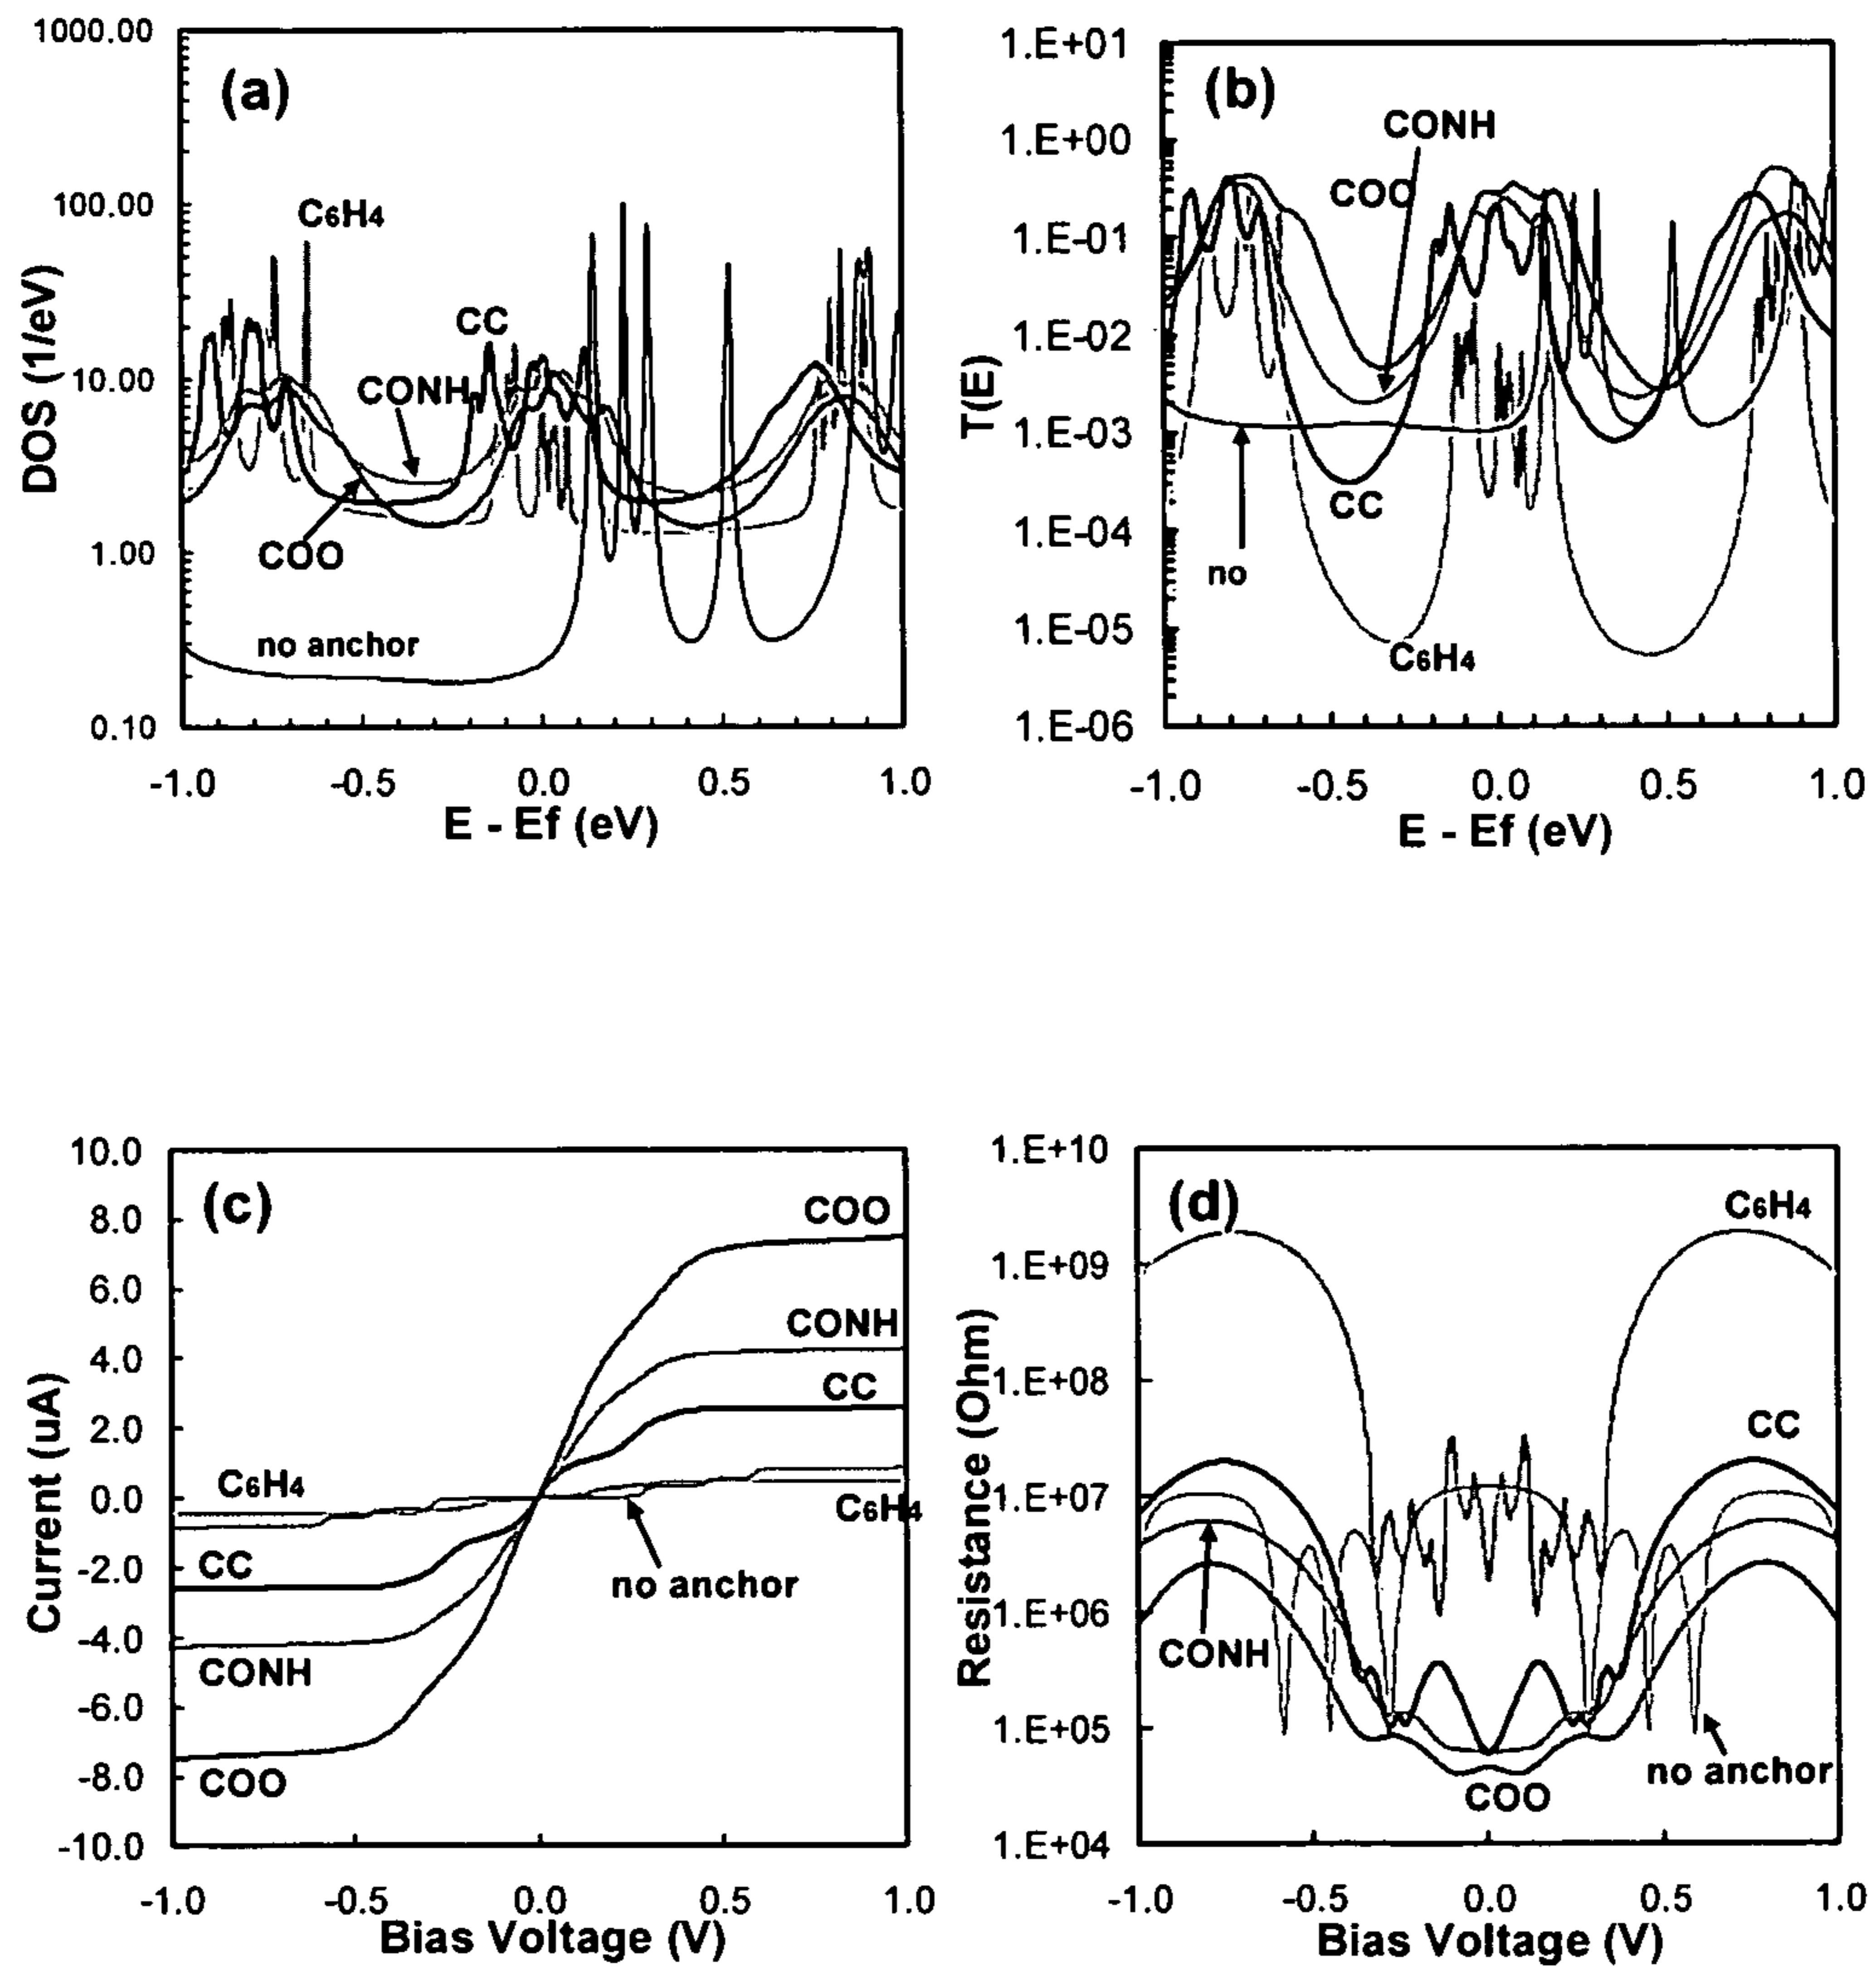 (a)
1000.00
100.00
10.00
1.00
0.10
DOS (1/eV)
C₆H₄
CC
CONH
COO
no anchor
-1.0 -0.5 0.0 0.5 1.0
E - Ef (eV)
(b)
1.E+01
1.E+00
1.E-01
1.E-02
1.E-03
1.E-04
1.E-05
1.E-06
T(E)
CONH
COO
CC
no
C₆H₄
-1.0 -0.5 0.0 0.5 1.0
E - Ef (eV)
(c)
10.0
8.0
6.0
4.0
2.0
0.0
-2.0
-4.0
-6.0
-8.0
-10.0
Current (uA)
COO
CONH
CC
C₆H₄
C₆H₄
no anchor
CC
CONH
COO
-1.0 -0.5 0.0 0.5 1.0
Bias Voltage (V)
(d)
1.E+10
1.E+09
1.E+08
1.E+07
1.E+06
1.E+05
1.E+04
Resistance (Ohm)
C₆H₄
CC
CONH
no anchor
COO
-1.0 -0.5 0.0 0.5 1.0
Bias Voltage (V)